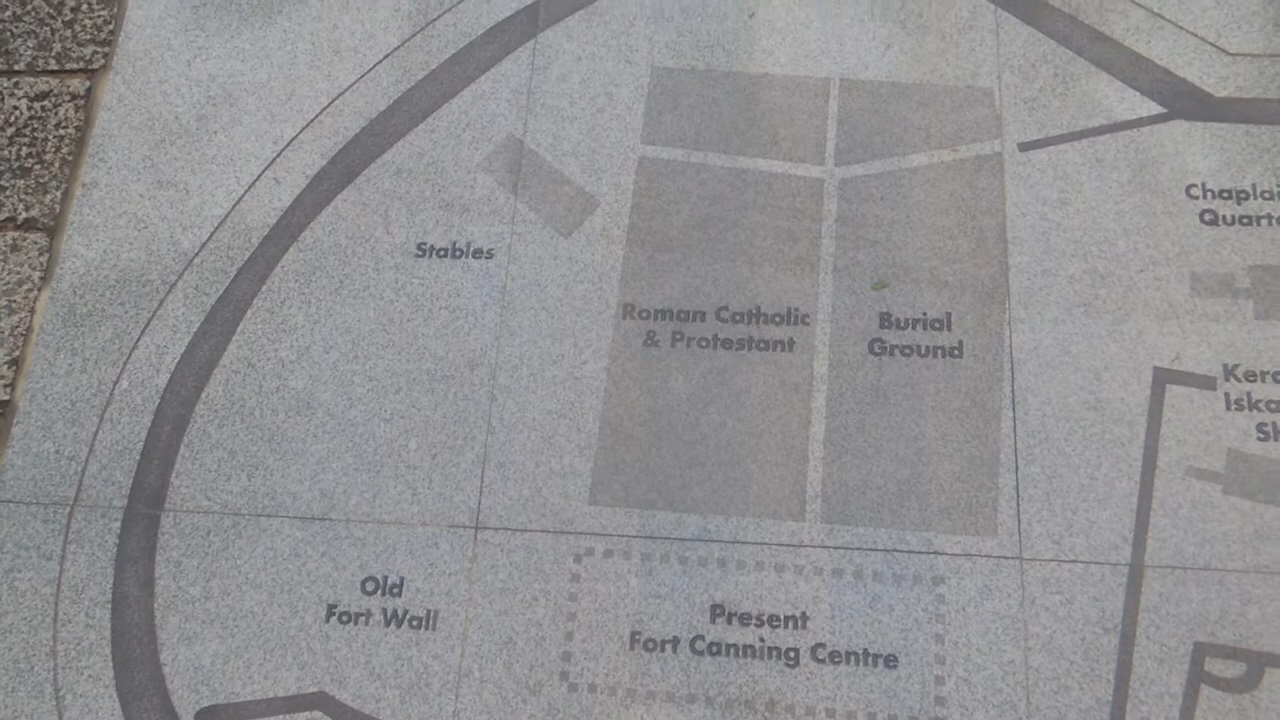 Stables
Roman Catholic
& Protestant
Burial
Ground
Old
Fort Wall
Present
Fort Canning Centre